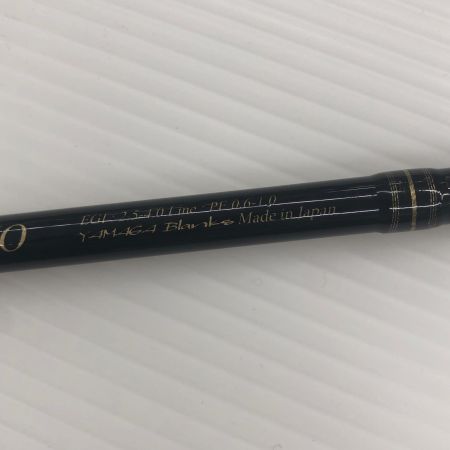 O
EGI : 2.5-4.0 Line : PE 0.6-1.0
YAMAGA Blanks Made in Japan